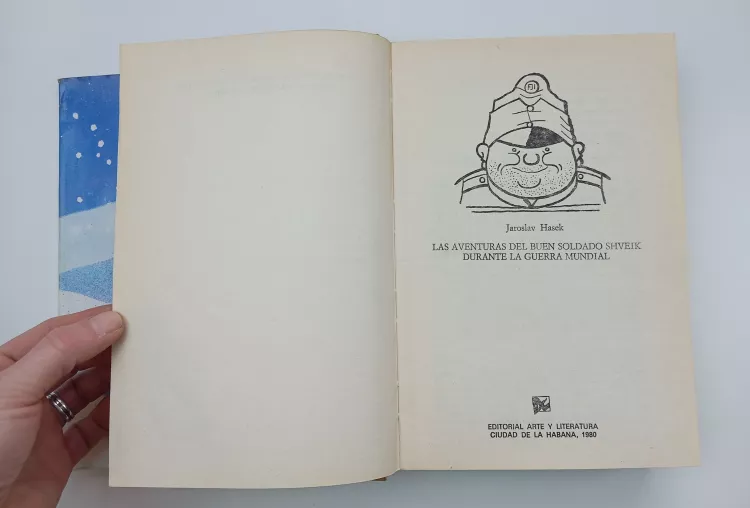 FJI
Jaroslav Hasek
LAS AVENTURAS DEL BUEN SOLDADO SHVEIK
DURANTE LA GUERRA MUNDIAL
EDITORIAL ARTE Y LITERATURA
CIUDAD DE LA HABANA, 1980